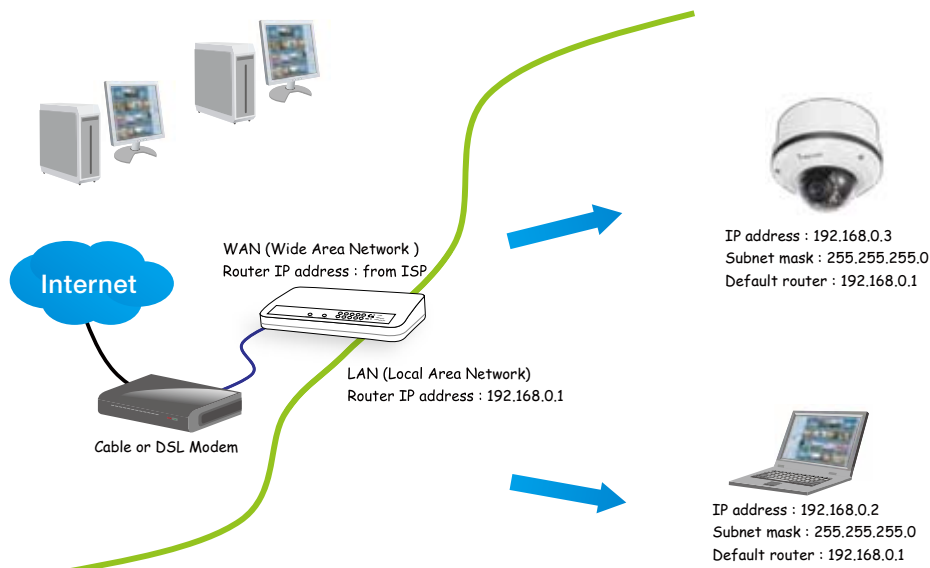 WAN (Wide Area Network )
Router IP address : from ISP
Internet
LAN (Local Area Network)
Router IP address : 192.168.0.1
Cable or DSL Modem
IP address : 192.168.0.3
Subnet mask : 255.255.255.0
Default router : 192.168.0.1
IP address : 192.168.0.2
Subnet mask : 255.255.255.0
Default router : 192.168.0.1